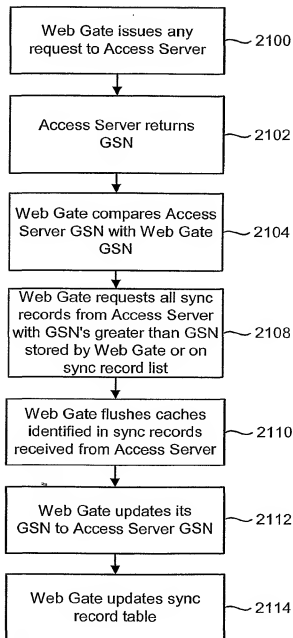 Web Gate issues any
request to Access Server
2100
Access Server returns
GSN
2102
Web Gate compares Access
Server GSN with Web Gate
GSN
2104
Web Gate requests all sync
records from Access Server
with GSN's greater than GSN
stored by Web Gate or on
sync record list
2108
Web Gate flushes caches
identified in sync records
received from Access Server
2110
Web Gate updates its
GSN to Access Server GSN
2112
Web Gate updates sync
record table
2114